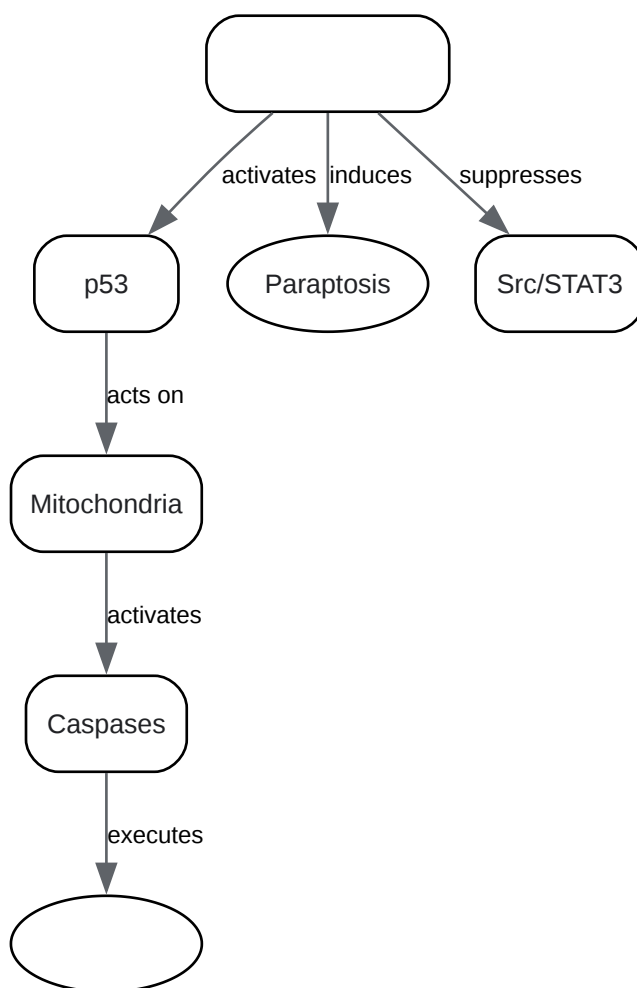 activates induces suppresses
p53 Paraptosis Src/STAT3
acts on
Mitochondria
activates
Caspases
executes